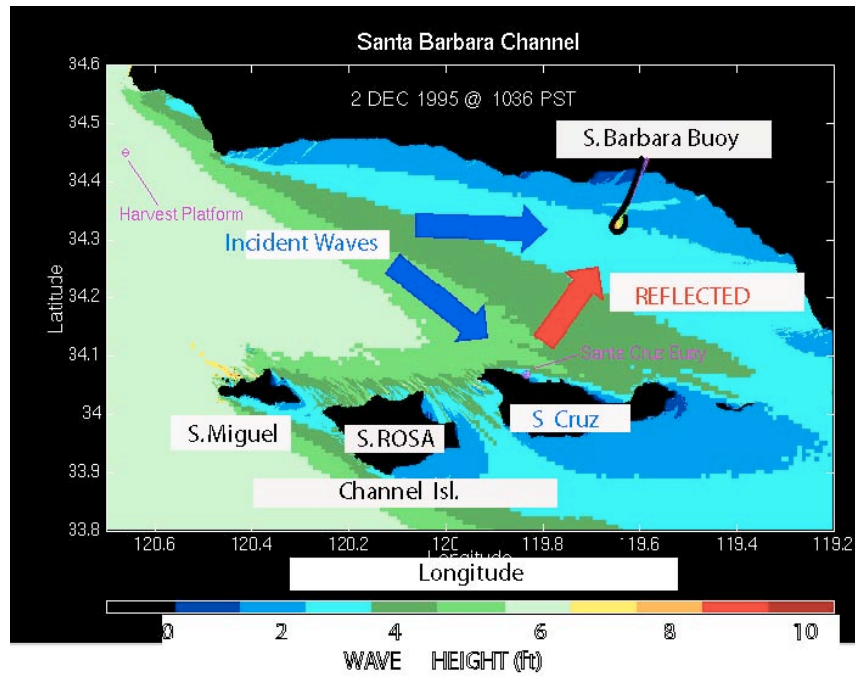 Santa Barbara Channel
34.6
2 DEC 1995 @ 1036 PST
34.5
S.Barbara Buoy
34.4
Harvest Platform
34.3
Incident Waves
Latitude
34.2
REFLECTED
34.1
Santa Cruz Buoy
34
S.Miguel
S.ROSA
S Cruz
33.9
Channel Isl.
33.8
120.6 120.4 120.2 120 119.8 119.6 119.4 119.2
Longitude
Longitude
0 2 4 6 8 10
WAVE HEIGHT (ft)